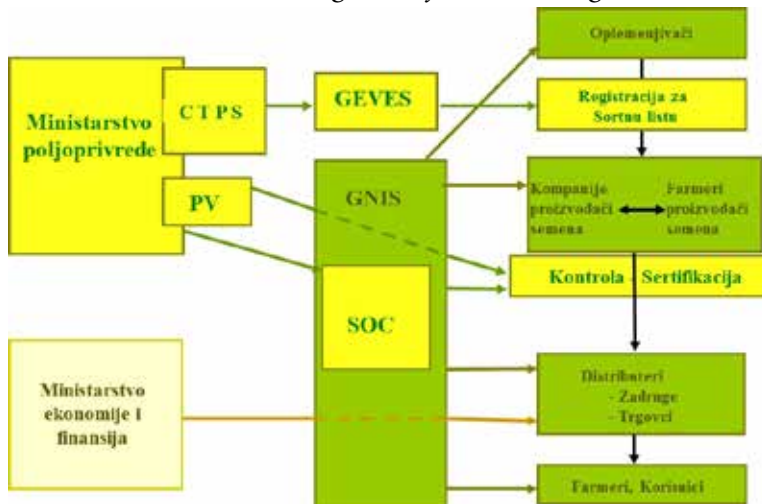 Oplemenjivači
Ministarstvo
poljoprivrede
C T P S
GEVES
Registracija za
Sortnu listu
PV
GNIS
Kompanije
proizvođači
semena
Farmeri
proizvođači
semena
Kontrola - Sertifikacija
SOC
Ministarstvo
ekonomije i
finansija
Distributeri
- Zadruge
- Trgovci
Farmeri, Korisnici